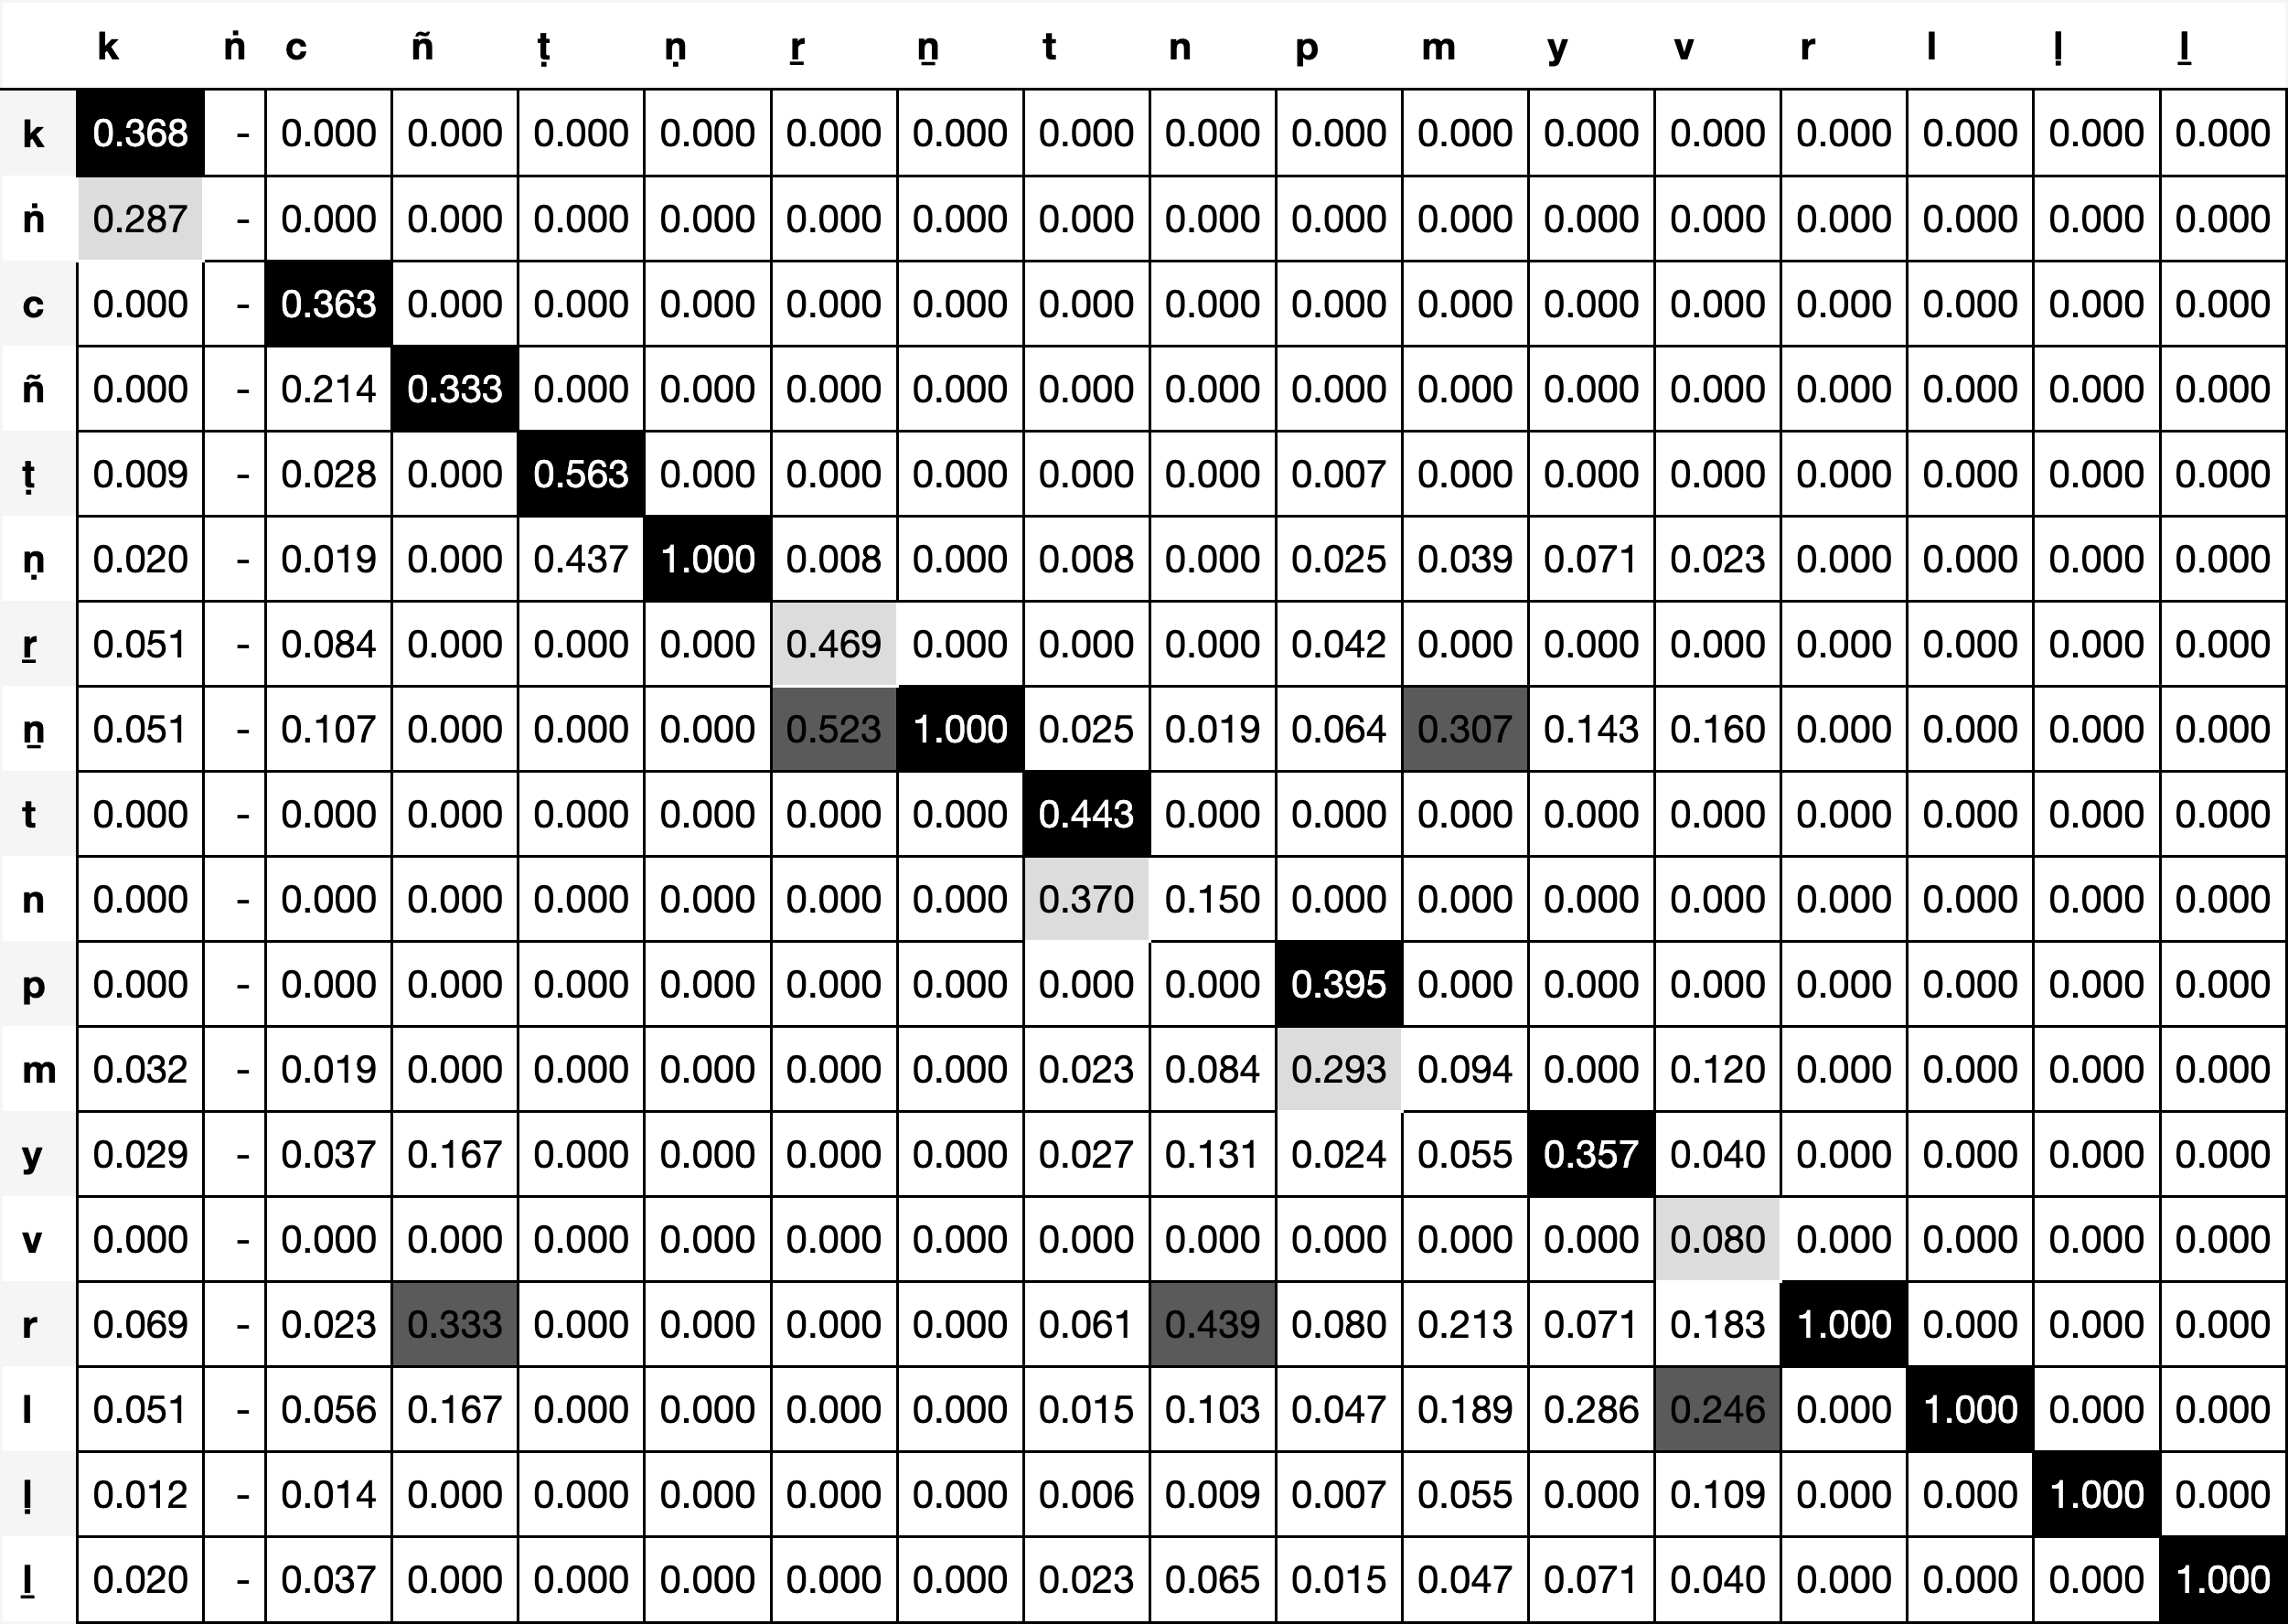 k ṅ c ñ ṭ ṇ ṟ ṉ t n p m y v r l ḷ ḻ
k 0.368 - 0.000 0.000 0.000 0.000 0.000 0.000 0.000 0.000 0.000 0.000 0.000 0.000 0.000 0.000 0.000 0.000
ṅ 0.287 - 0.000 0.000 0.000 0.000 0.000 0.000 0.000 0.000 0.000 0.000 0.000 0.000 0.000 0.000 0.000 0.000
c 0.000 - 0.363 0.000 0.000 0.000 0.000 0.000 0.000 0.000 0.000 0.000 0.000 0.000 0.000 0.000 0.000 0.000
ñ 0.000 - 0.214 0.333 0.000 0.000 0.000 0.000 0.000 0.000 0.000 0.000 0.000 0.000 0.000 0.000 0.000 0.000
ṭ 0.009 - 0.028 0.000 0.563 0.000 0.000 0.000 0.000 0.000 0.007 0.000 0.000 0.000 0.000 0.000 0.000 0.000
ṇ 0.020 - 0.019 0.000 0.437 1.000 0.008 0.000 0.008 0.000 0.025 0.039 0.071 0.023 0.000 0.000 0.000 0.000
ṟ 0.051 - 0.084 0.000 0.000 0.000 0.469 0.000 0.000 0.000 0.042 0.000 0.000 0.000 0.000 0.000 0.000 0.000
ṉ 0.051 - 0.107 0.000 0.000 0.000 0.523 1.000 0.025 0.019 0.064 0.307 0.143 0.160 0.000 0.000 0.000 0.000
t 0.000 - 0.000 0.000 0.000 0.000 0.000 0.000 0.443 0.000 0.000 0.000 0.000 0.000 0.000 0.000 0.000 0.000
n 0.000 - 0.000 0.000 0.000 0.000 0.000 0.000 0.370 0.150 0.000 0.000 0.000 0.000 0.000 0.000 0.000 0.000
p 0.000 - 0.000 0.000 0.000 0.000 0.000 0.000 0.000 0.000 0.395 0.000 0.000 0.000 0.000 0.000 0.000 0.000
m 0.032 - 0.019 0.000 0.000 0.000 0.000 0.000 0.023 0.084 0.293 0.094 0.000 0.120 0.000 0.000 0.000 0.000
y 0.029 - 0.037 0.167 0.000 0.000 0.000 0.000 0.027 0.131 0.024 0.055 0.357 0.040 0.000 0.000 0.000 0.000
v 0.000 - 0.000 0.000 0.000 0.000 0.000 0.000 0.000 0.000 0.000 0.000 0.000 0.080 0.000 0.000 0.000 0.000
r 0.069 - 0.023 0.333 0.000 0.000 0.000 0.000 0.061 0.439 0.080 0.213 0.071 0.183 1.000 0.000 0.000 0.000
l 0.051 - 0.056 0.167 0.000 0.000 0.000 0.000 0.015 0.103 0.047 0.189 0.286 0.246 0.000 1.000 0.000 0.000
ḷ 0.012 - 0.014 0.000 0.000 0.000 0.000 0.000 0.006 0.009 0.007 0.055 0.000 0.109 0.000 0.000 1.000 0.000
ḻ 0.020 - 0.037 0.000 0.000 0.000 0.000 0.000 0.023 0.065 0.015 0.047 0.071 0.040 0.000 0.000 0.000 1.000